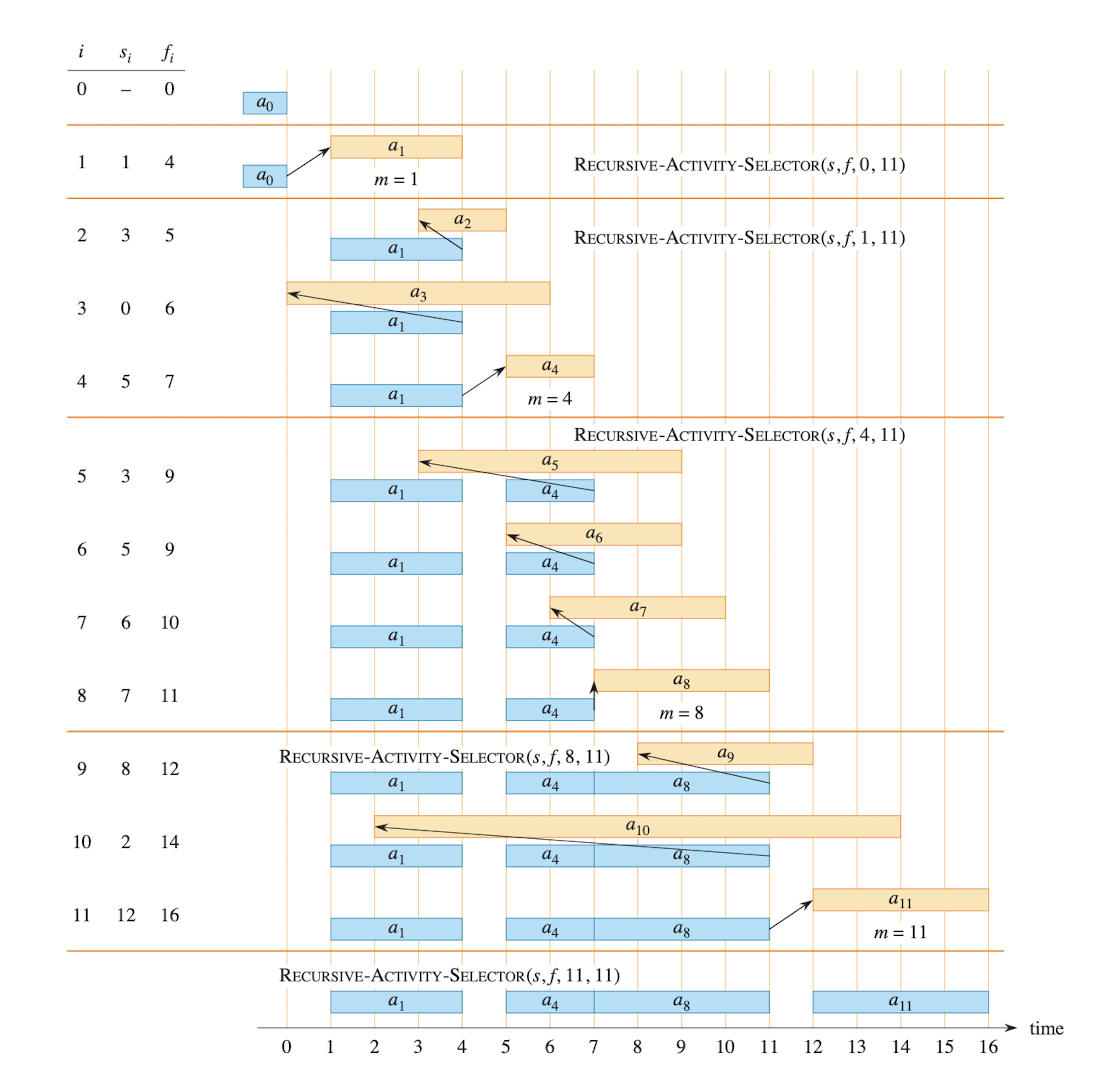 i s_i f_i
0 – 0
a_0
1 1 4
a_1
a_0
m = 1
RECURSIVE-ACTIVITY-SELECTOR(s, f, 0, 11)
2 3 5
a_2
a_1
RECURSIVE-ACTIVITY-SELECTOR(s, f, 1, 11)
3 0 6
a_3
a_1
4 5 7
a_4
a_1
m = 4
RECURSIVE-ACTIVITY-SELECTOR(s, f, 4, 11)
5 3 9
a_5
a_1 a_4
6 5 9
a_6
a_1 a_4
7 6 10
a_7
a_1 a_4
8 7 11
a_8
a_1 a_4
m = 8
RECURSIVE-ACTIVITY-SELECTOR(s, f, 8, 11)
9 8 12
a_9
a_1 a_4 a_8
10 2 14
a_10
a_1 a_4 a_8
11 12 16
a_11
a_1 a_4 a_8
m = 11
RECURSIVE-ACTIVITY-SELECTOR(s, f, 11, 11)
a_1 a_4 a_8 a_11
time
0 1 2 3 4 5 6 7 8 9 10 11 12 13 14 15 16